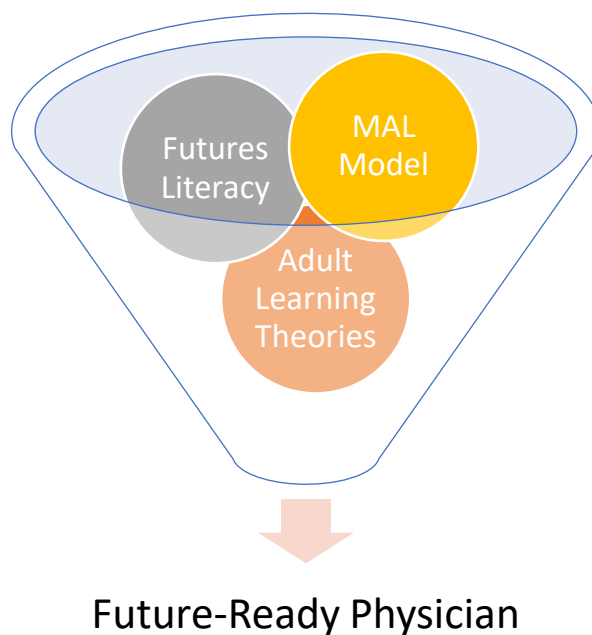 Futures
Literacy
MAL
Model
Adult
Learning
Theories
Future-Ready Physician